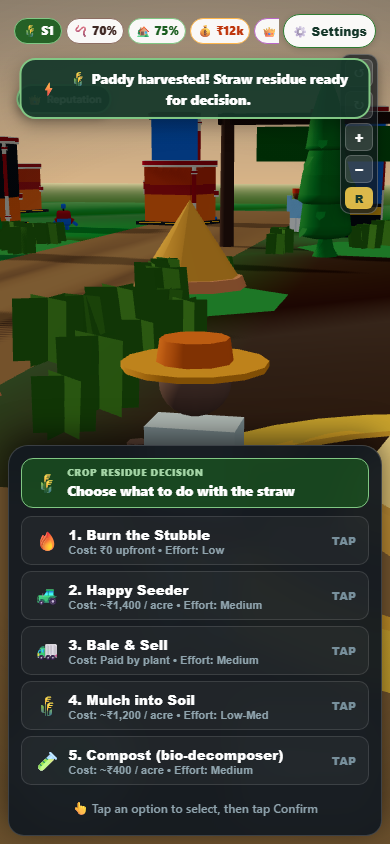 S1
70%
75%
₹12k
Settings
Paddy harvested! Straw residue ready
for decision.
Reputation
+
−
R
CROP RESIDUE DECISION
Choose what to do with the straw
1. Burn the Stubble
Cost: ₹0 upfront • Effort: Low
TAP
2. Happy Seeder
Cost: ~₹1,400 / acre • Effort: Medium
TAP
3. Bale & Sell
Cost: Paid by plant • Effort: Medium
TAP
4. Mulch into Soil
Cost: ~₹1,200 / acre • Effort: Low-Med
TAP
5. Compost (bio-decomposer)
Cost: ~₹400 / acre • Effort: Medium
TAP
Tap an option to select, then tap Confirm